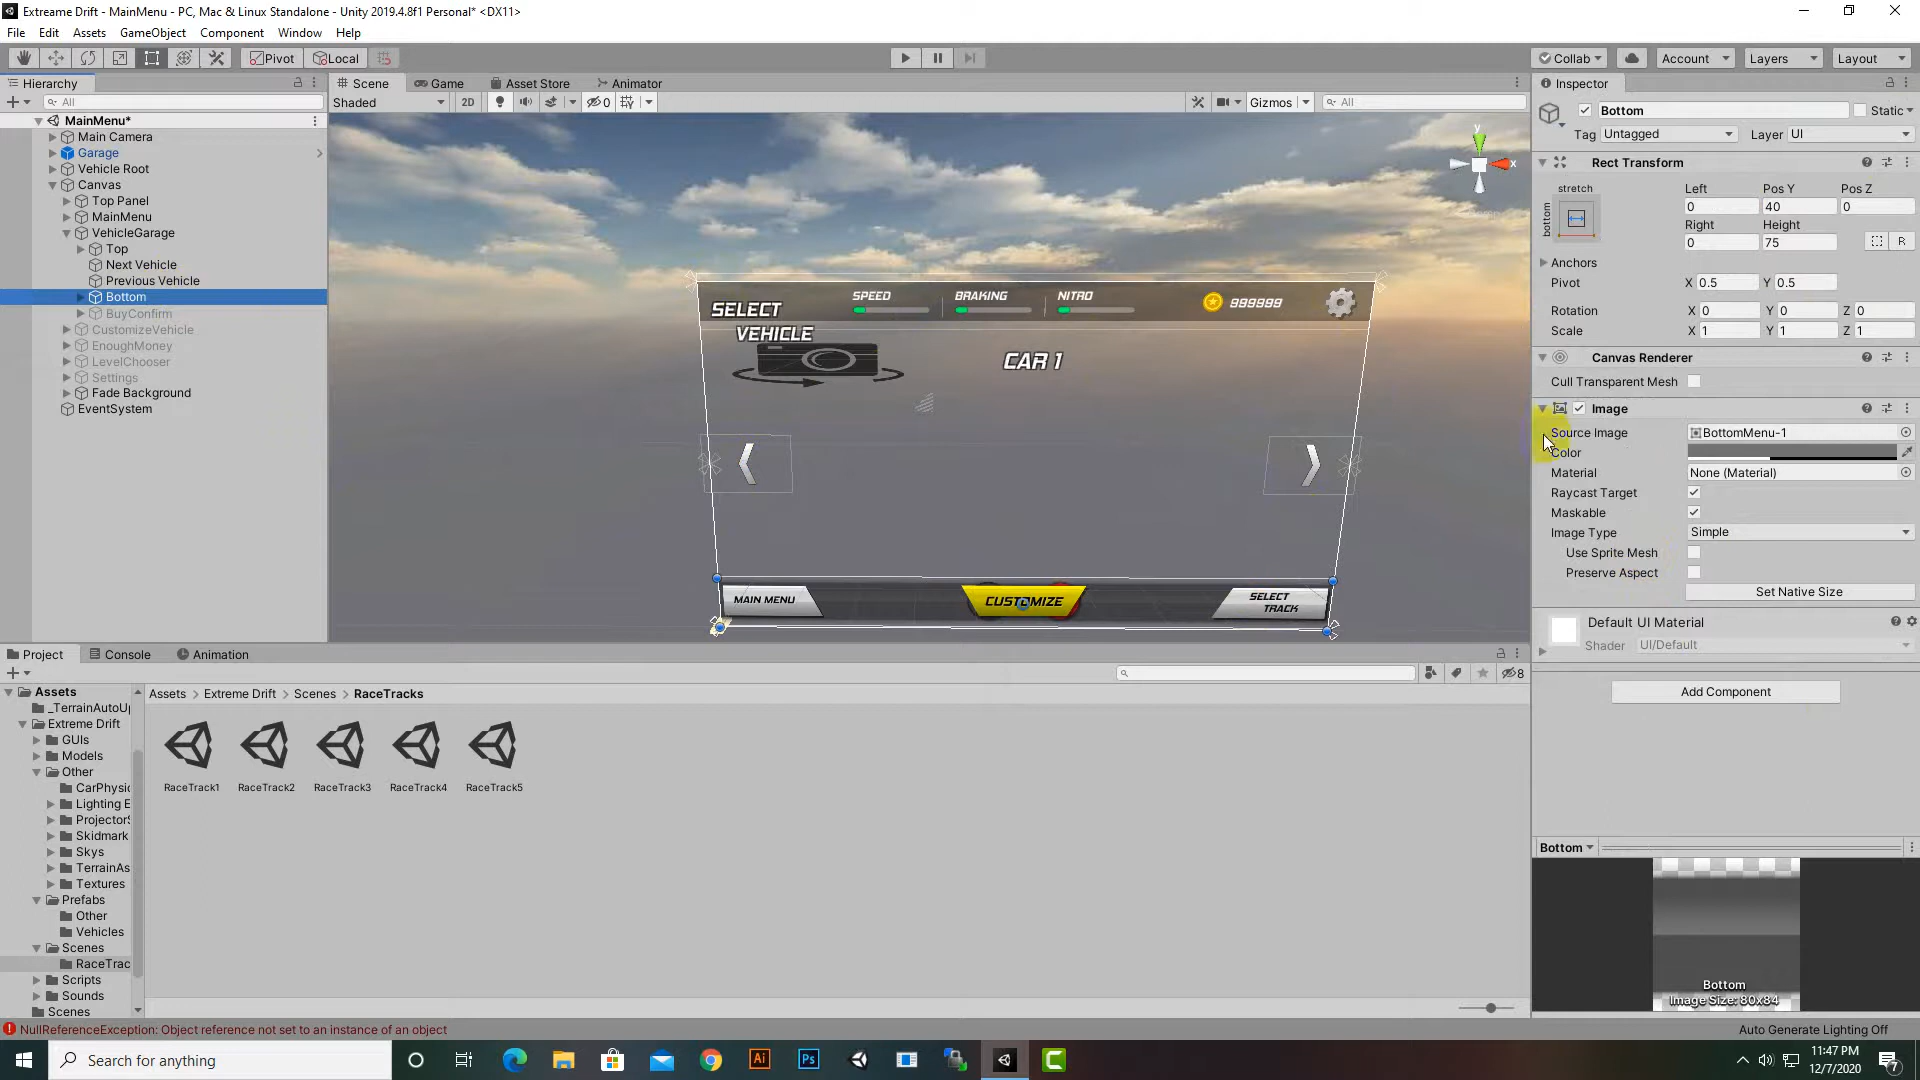 Extreame Drift - MainMenu - PC, Mac & Linux Standalone - Unity 2019.4.8f1 Personal* <DX11>
File Edit Assets GameObject Component Window Help
Pivot Local Collab Account Layers Layout
Hierarchy Scene Game Asset Store Animator Inspector
All Shaded 2D 0 Gizmos All
MainMenu*
Main Camera
Garage
Vehicle Root
Canvas
Top Panel
MainMenu
VehicleGarage
Top
Next Vehicle
Previous Vehicle
Bottom
BuyConfirm
CustomizeVehicle
EnoughMoney
LevelChooser
Settings
Fade Background
EventSystem
y
x
SELECT
VEHICLE
SPEED BRAKING NITRO 999999
CAR 1
MAIN MENU CUSTOMIZE SELECT
TRACK
Bottom Static
Tag Untagged Layer UI
Rect Transform
stretch
bottom
Left Pos Y Pos Z
0 40 0
Right Height
0 75 R
Anchors
Pivot X 0.5 Y 0.5
Rotation X 0 Y 0 Z 0
Scale X 1 Y 1 Z 1
Canvas Renderer
Cull Transparent Mesh
Image
Source Image BottomMenu-1
Color
Material None (Material)
Raycast Target
Maskable
Image Type Simple
Use Sprite Mesh
Preserve Aspect
Set Native Size
Default UI Material
Shader UI/Default
Add Component
Bottom
Bottom
Image Size: 80x84
Project Console Animation
8
Assets
_TerrainAutoU
Extreme Drift
GUIs
Models
Other
CarPhysi
Lighting E
Projector
Skidmark
Skys
TerrainAs
Textures
Prefabs
Other
Vehicles
Scenes
RaceTrac
Scripts
Sounds
Scenes
Assets > Extreme Drift > Scenes > RaceTracks
RaceTrack1 RaceTrack2 RaceTrack3 RaceTrack4 RaceTrack5
NullReferenceException: Object reference not set to an instance of an object
Auto Generate Lighting Off
Search for anything
Ai Ps
11:47 PM
12/7/2020
7